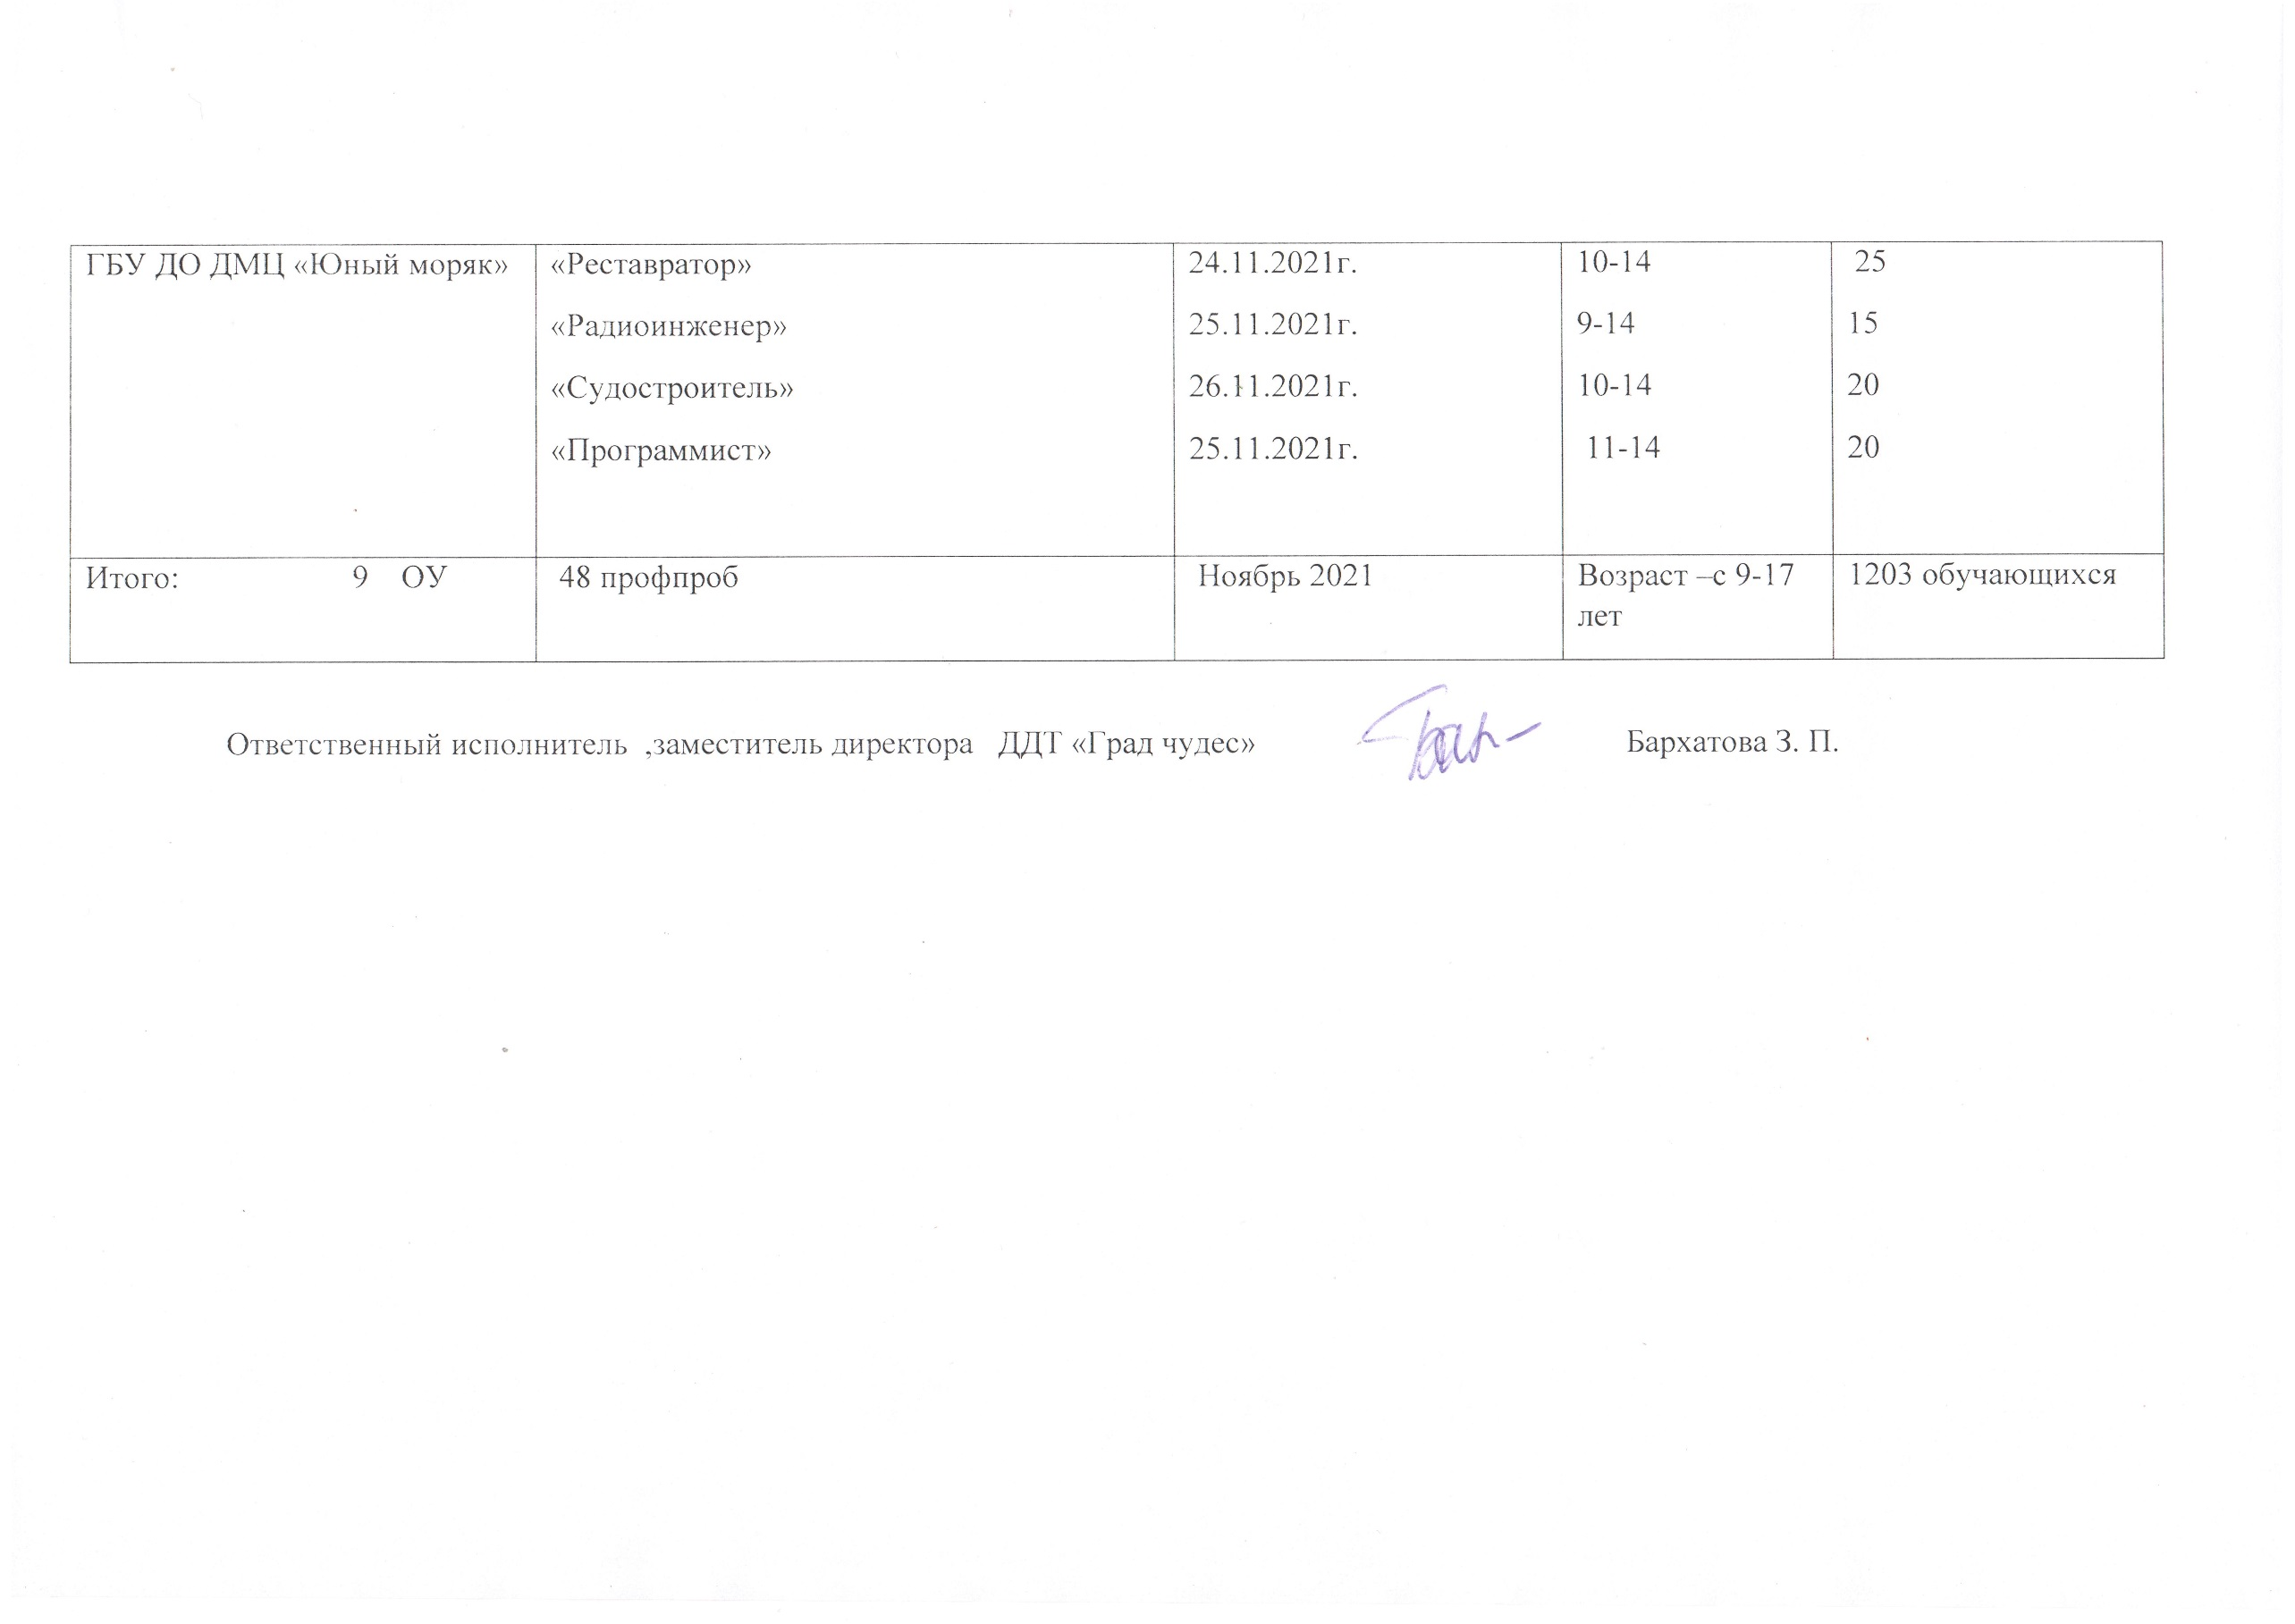 ГБУ ДО ДМЦ «Юный моряк» «Реставратор» 24.11.2021г. 10-14 25
«Радиоинженер» 25.11.2021г. 9-14 15
«Судостроитель» 26.11.2021г. 10-14 20
«Программист» 25.11.2021г. 11-14 20
Итого: 9 ОУ 48 профпроб Ноябрь 2021 Возраст –с 9-17 1203 обучающихся
лет
Ответственный исполнитель ,заместитель директора ДДТ «Град чудес» Бархатова З. П.